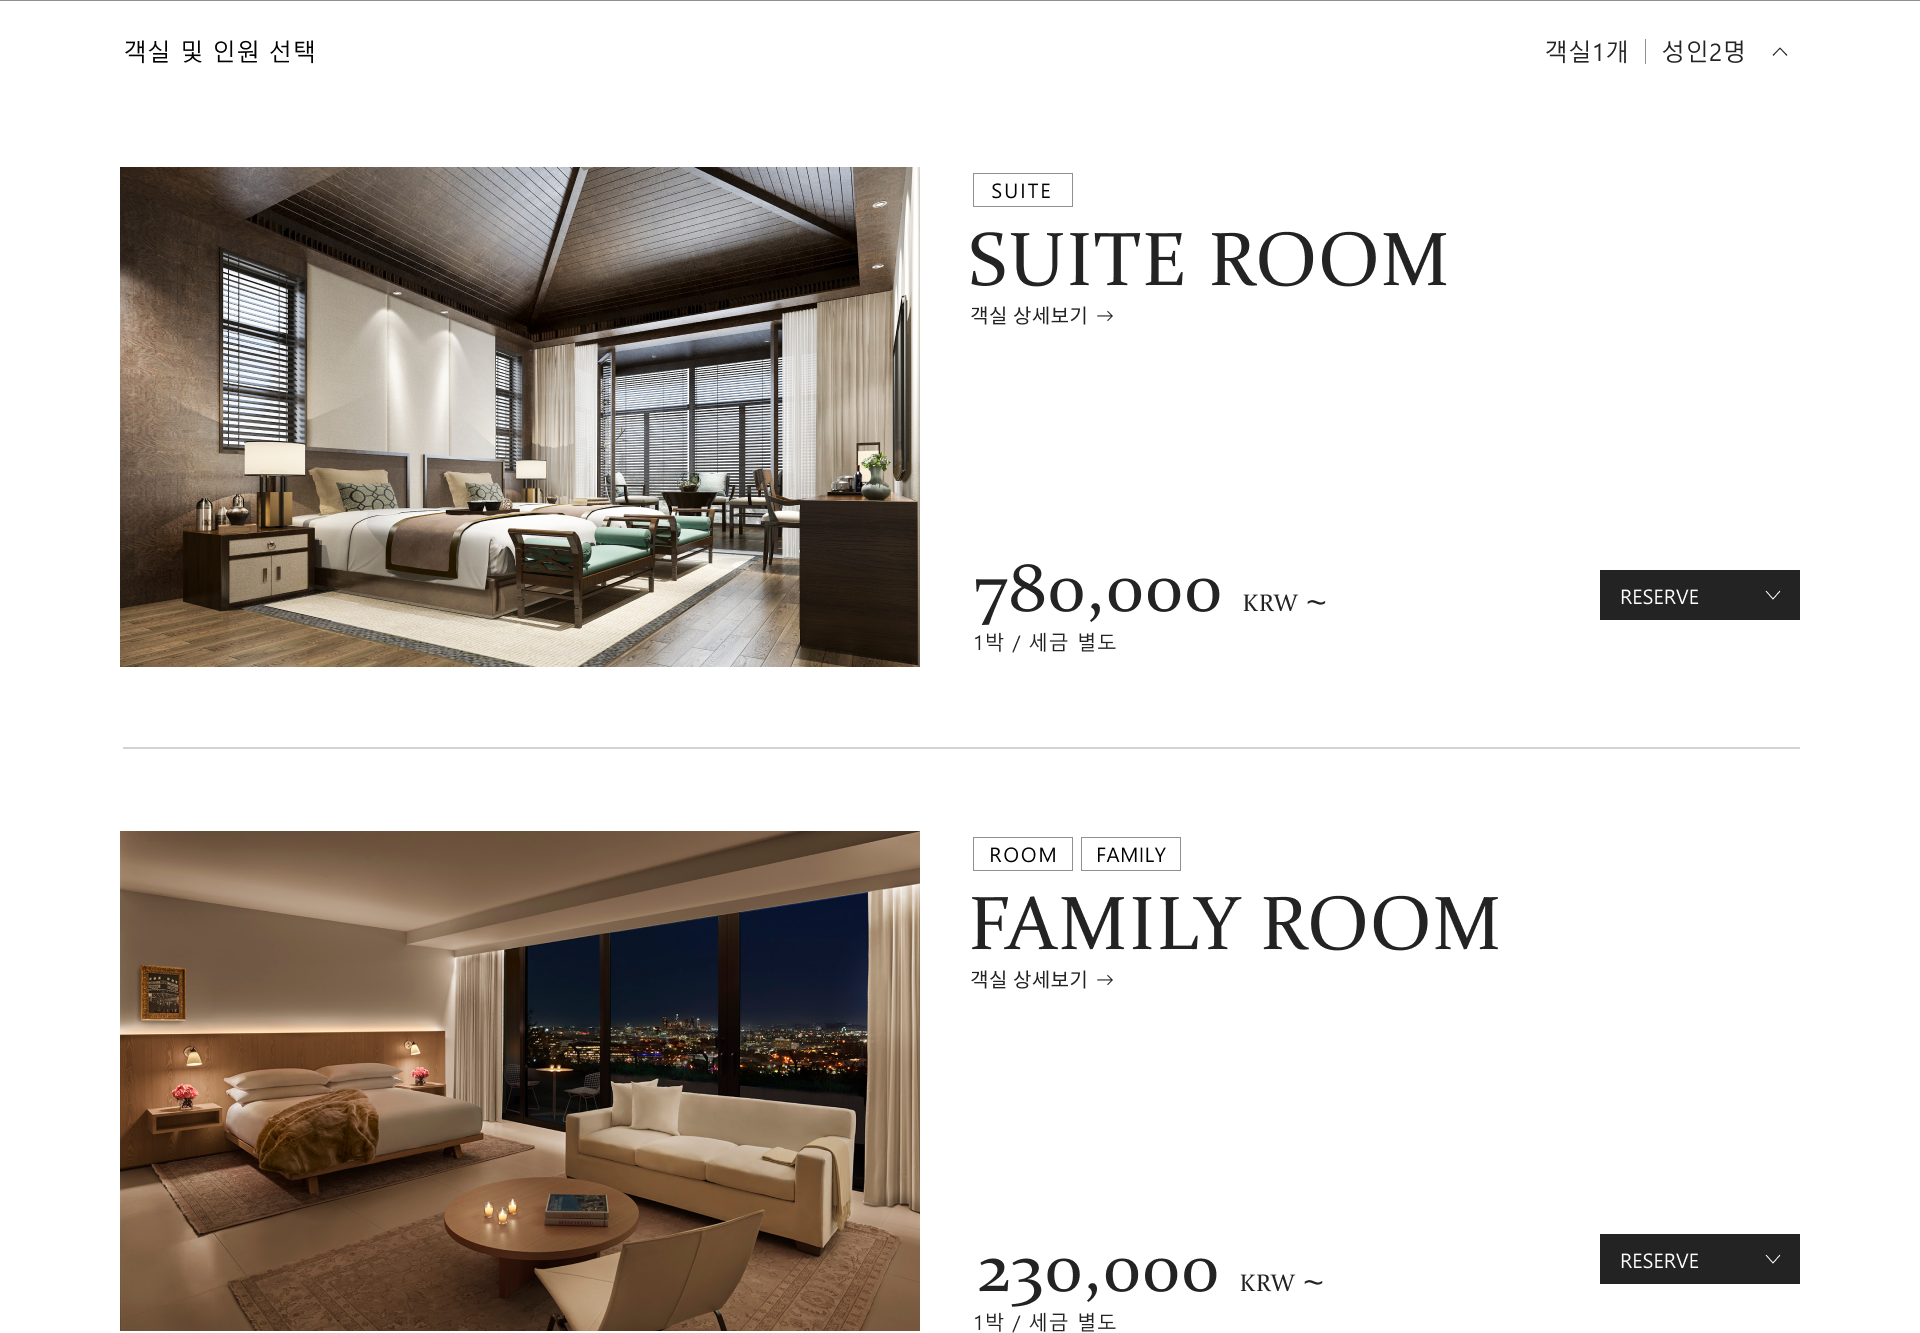 객실 및 인원 선택
객실1개 | 성인2명
SUITE
SUITE ROOM
객실 상세보기 →
780,000 KRW ~
1박 / 세금 별도
RESERVE
ROOM FAMILY
FAMILY ROOM
객실 상세보기 →
230,000 KRW ~
1박 / 세금 별도
RESERVE